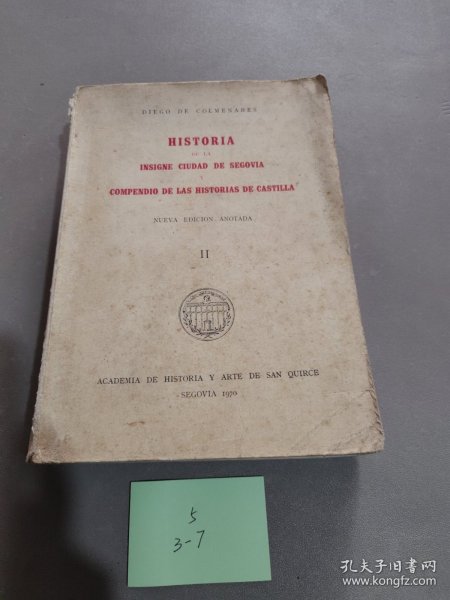 DIEGO DE COLMENARES
HISTORIA
DE LA
INSIGNE CIUDAD DE SEGOVIA
Y
COMPENDIO DE LAS HISTORIAS DE CASTILLA
NUEVA EDICION ANOTADA
II
ACADEMIA DE HISTORIA Y ARTE DE SAN QUIRCE
SEGOVIA 1970
5
3-7
孔夫子旧书网
www.kongfz.com